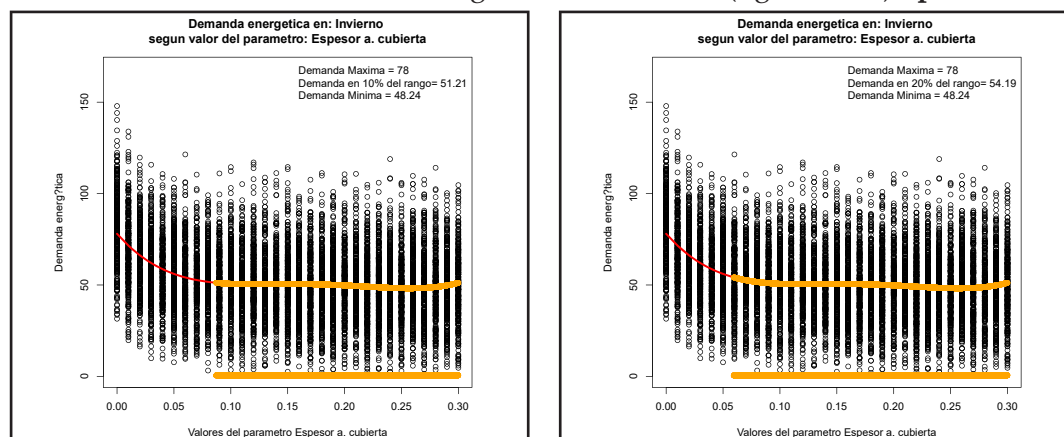 Demanda energetica en: Invierno
segun valor del parametro: Espesor a. cubierta
Demanda Maxima = 78
Demanda en 10% del rango= 51.21
Demanda Minima = 48.24
Demanda energ?tica
150
100
50
0
0.00 0.05 0.10 0.15 0.20 0.25 0.30
Valores del parametro Espesor a. cubierta
Demanda energetica en: Invierno
segun valor del parametro: Espesor a. cubierta
Demanda Maxima = 78
Demanda en 20% del rango= 54.19
Demanda Minima = 48.24
Demanda energ?tica
150
100
50
0
0.00 0.05 0.10 0.15 0.20 0.25 0.30
Valores del parametro Espesor a. cubierta